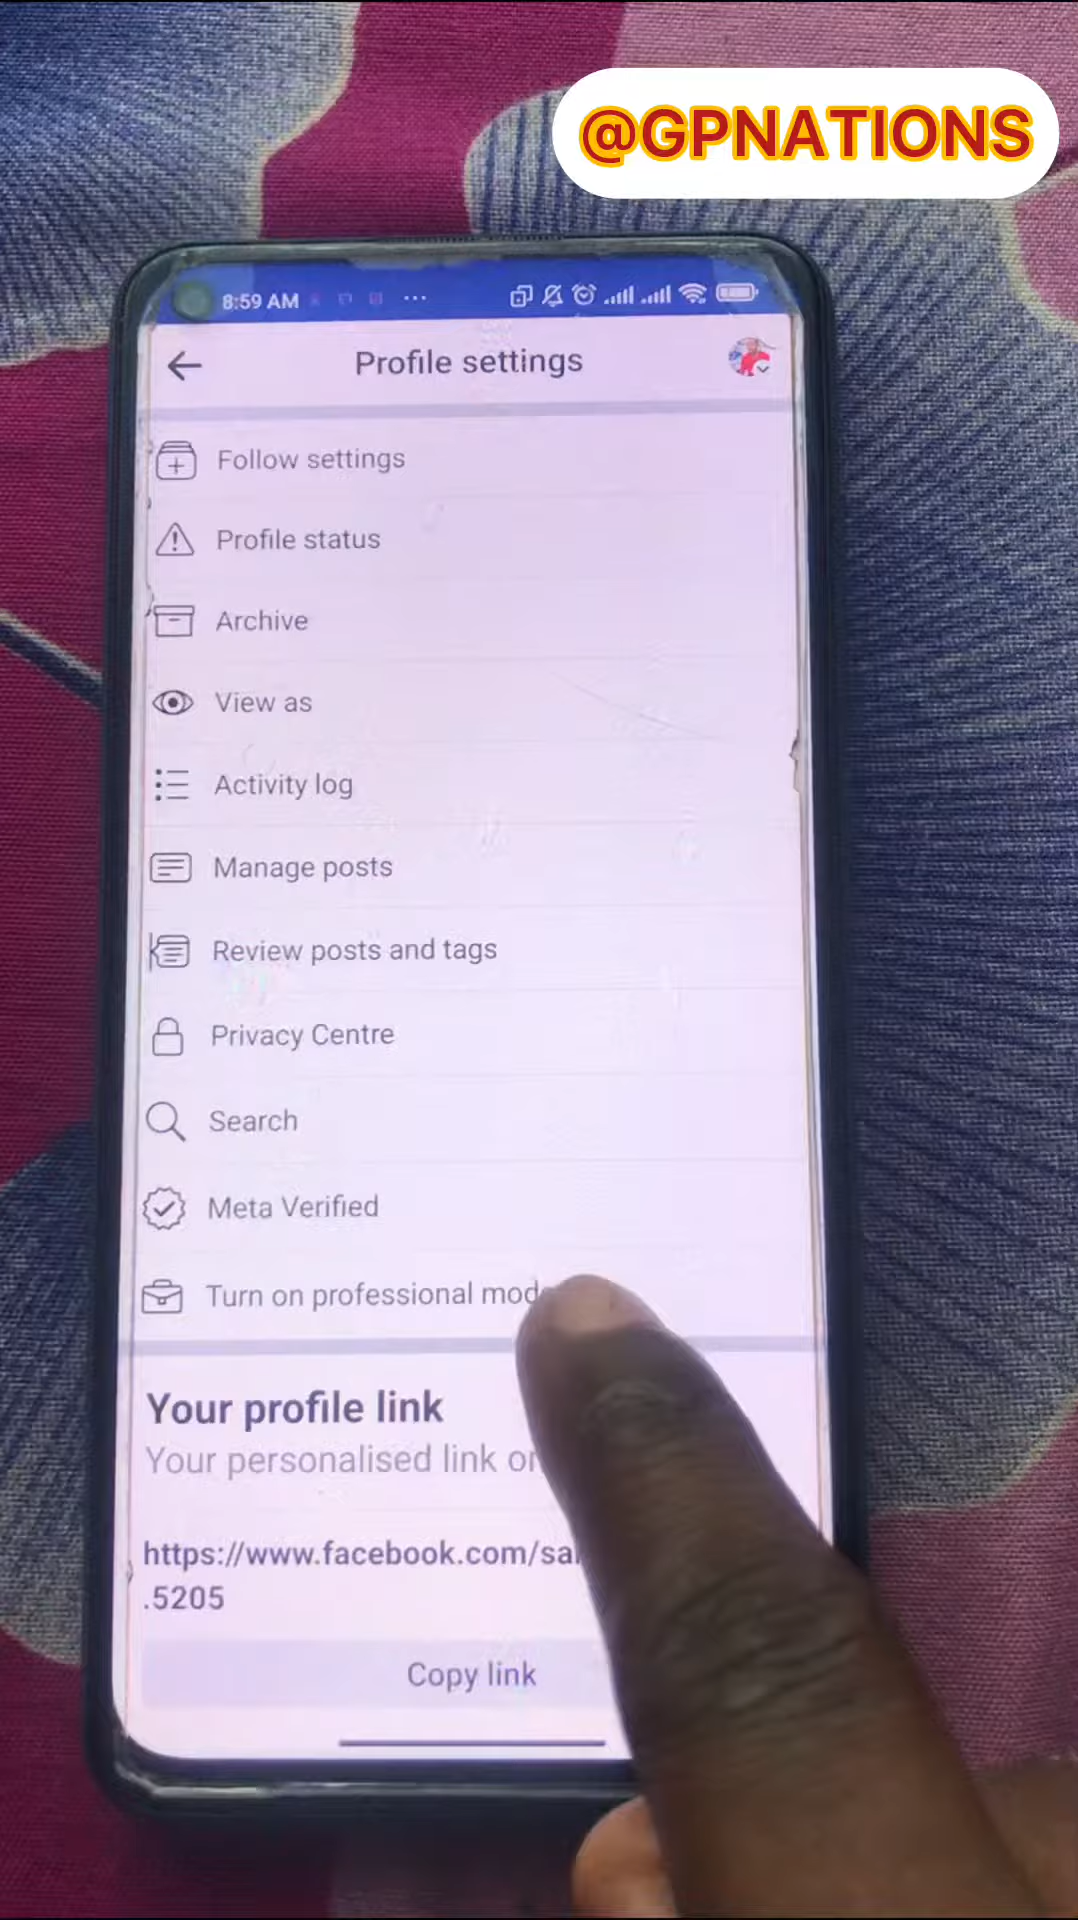 @GPNATIONS
8:59 AM
Profile settings
Follow settings
Profile status
Archive
View as
Activity log
Manage posts
Review posts and tags
Privacy Centre
Search
Meta Verified
Turn on professional mod
Your profile link
Your personalised link
https://www.facebook.com/sa
.5205
Copy link